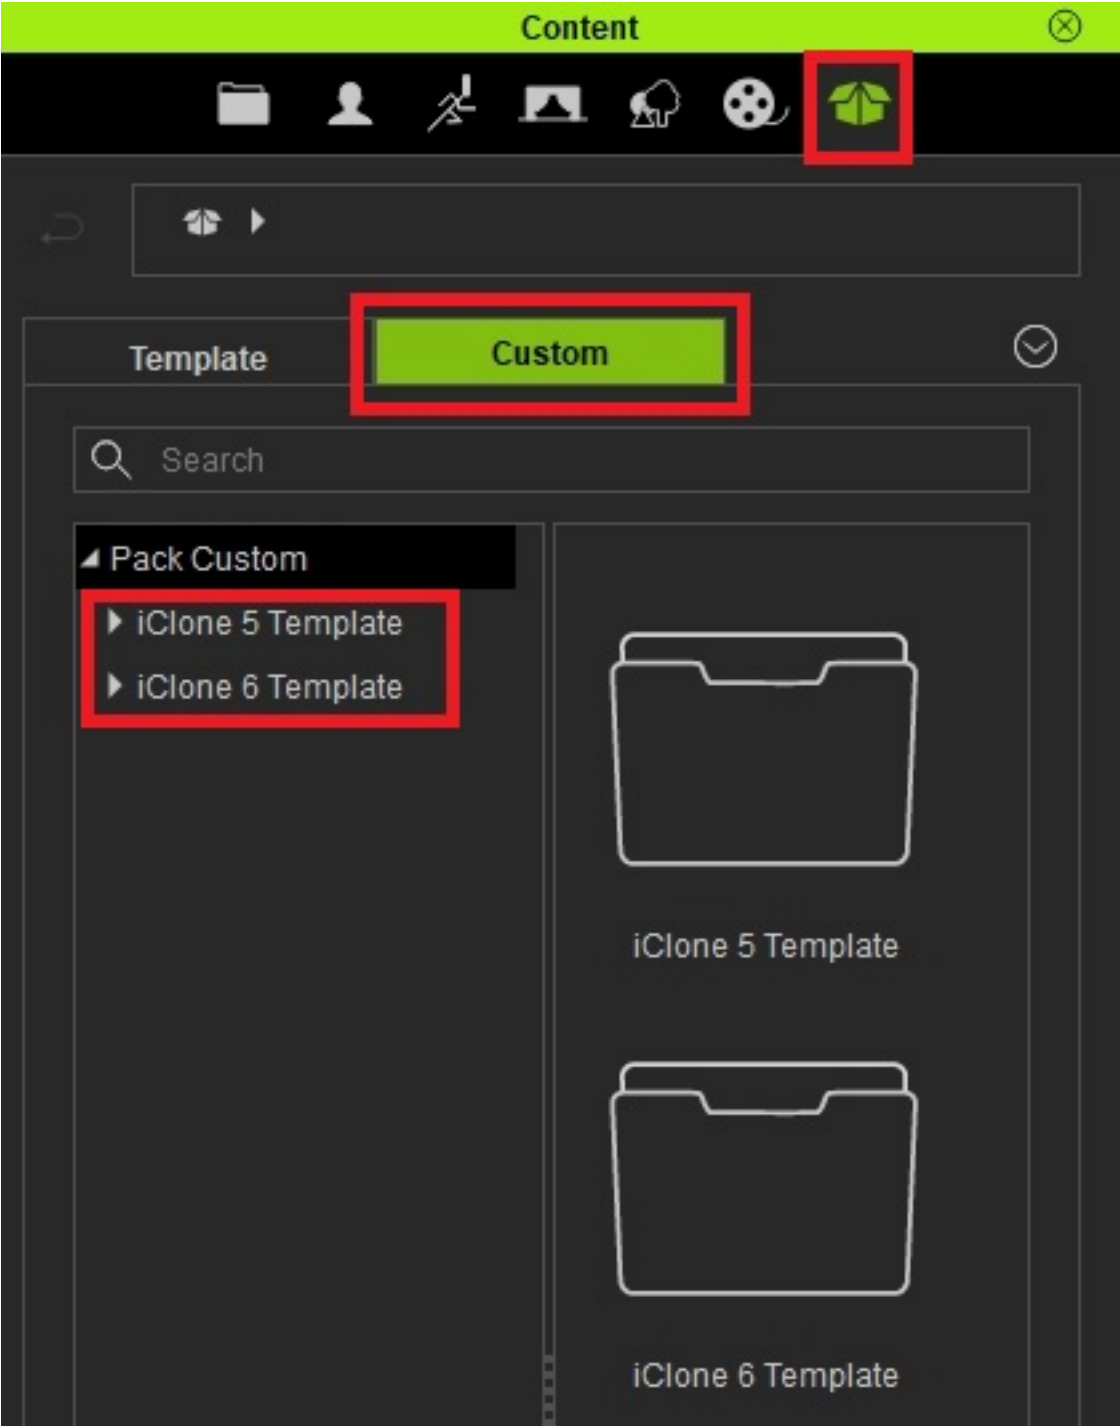 Content
Template
Custom
Search
Pack Custom
iClone 5 Template
iClone 6 Template
iClone 5 Template
iClone 6 Template